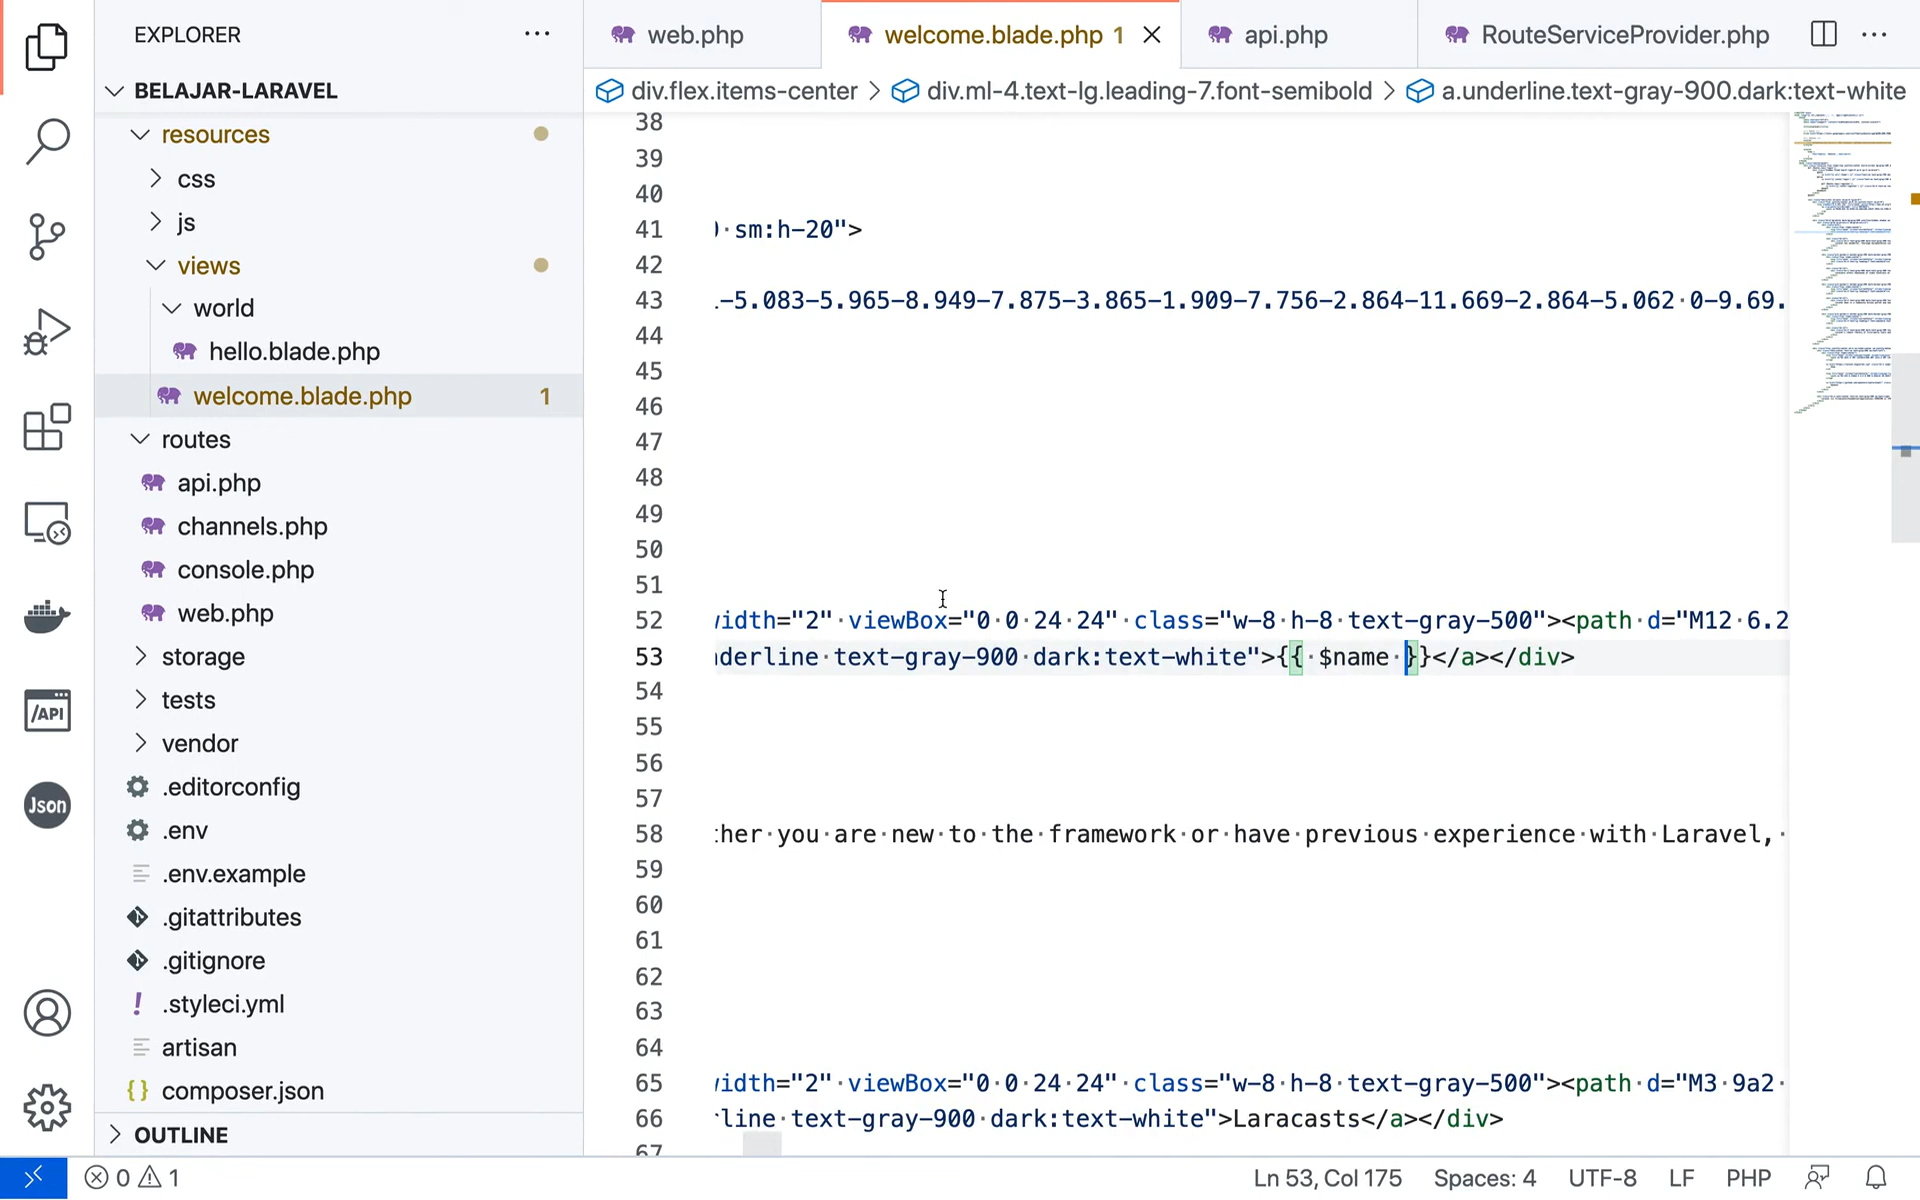 EXPLORER
web.php
welcome.blade.php 1
api.php
RouteServiceProvider.php
BELAJAR-LARAVEL
div.flex.items-center > div.ml-4.text-lg.leading-7.font-semibold > a.underline.text-gray-900.dark:text-white
resources
css
js
views
world
hello.blade.php
welcome.blade.php 1
routes
api.php
channels.php
console.php
web.php
storage
tests
vendor
.editorconfig
.env
.env.example
.gitattributes
.gitignore
.styleci.yml
artisan
{} composer.json
OUTLINE
/API
Json
38
39
40
41 sm:h-20">
42
43 -5.083-5.965-8.949-7.875-3.865-1.909-7.756-2.864-11.669-2.864-5.062 0-9.69.
44
45
46
47
48
49
50
51
52 idth="2" viewBox="0 0 24 24" class="w-8 h-8 text-gray-500"><path d="M12 6.2
53 derline text-gray-900 dark:text-white">{{ $name }}</a></div>
54
55
56
57
58 her you are new to the framework or have previous experience with Laravel,
59
60
61
62
63
64
65 idth="2" viewBox="0 0 24 24" class="w-8 h-8 text-gray-500"><path d="M3 9a2
66 line text-gray-900 dark:text-white">Laracasts</a></div>
67
0 1
Ln 53, Col 175
Spaces: 4
UTF-8
LF
PHP